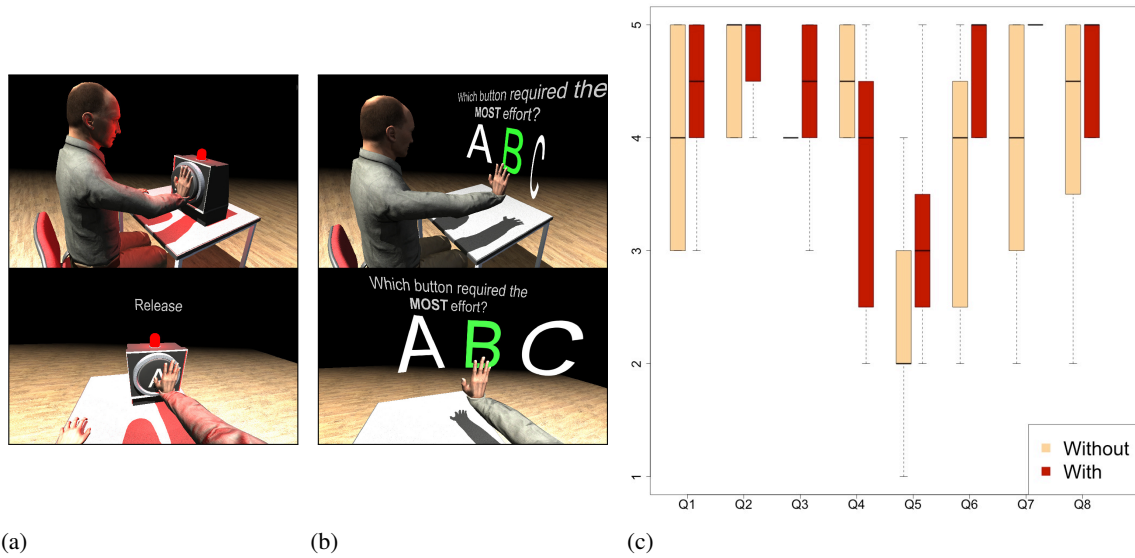 Which button required the
MOST effort?
A B C
Release
A
Which button required the
MOST effort?
A B C
5
4
3
2
1
Q1 Q2 Q3 Q4 Q5 Q6 Q7 Q8
Without
With
(a) (b) (c)